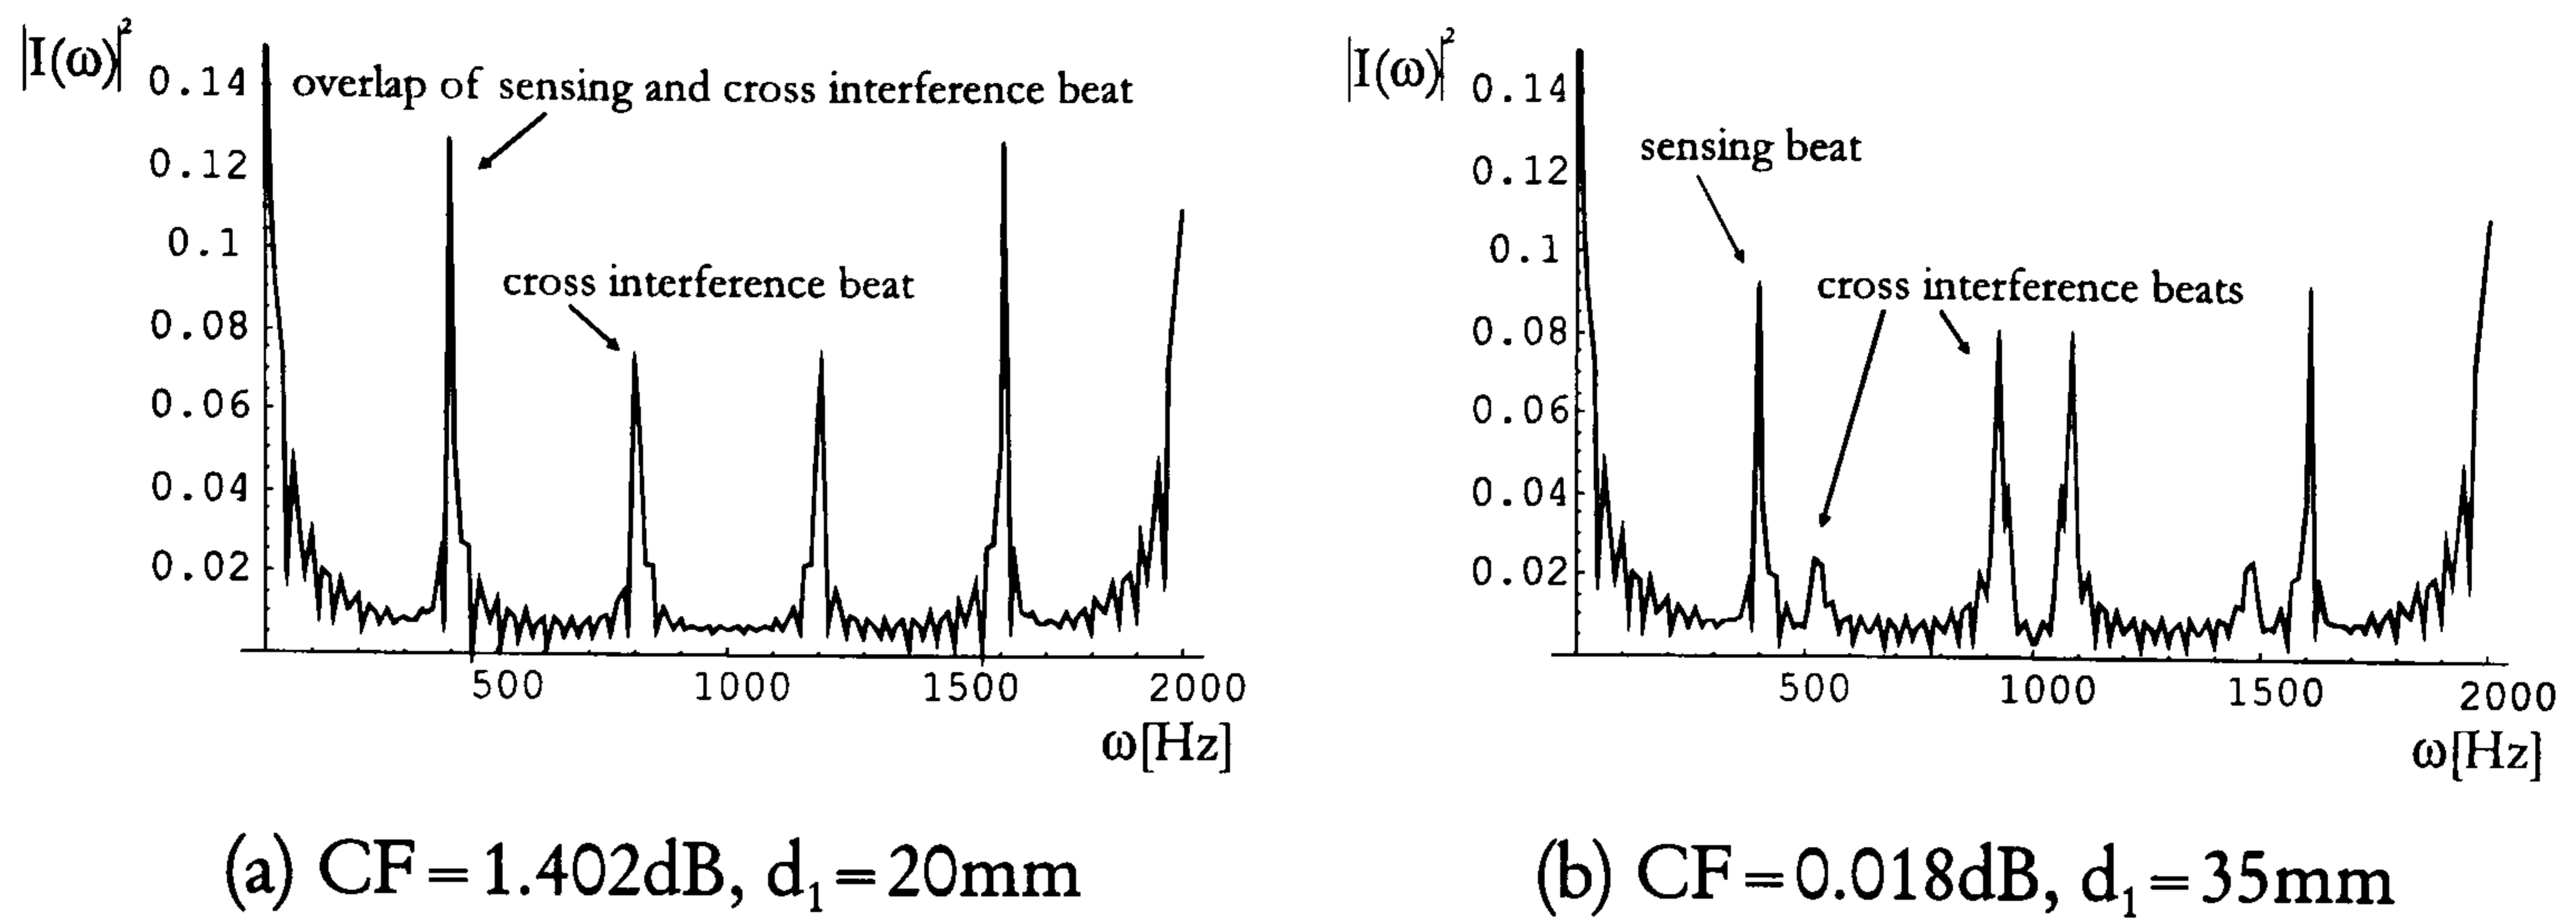 |I(ω)|²
0.14
0.12
0.1
0.08
0.06
0.04
0.02
overlap of sensing and cross interference beat
cross interference beat
500 1000 1500 2000
ω[Hz]
(a) CF=1.402dB, d₁=20mm
|I(ω)|²
0.14
0.12
0.1
0.08
0.06
0.04
0.02
sensing beat
cross interference beats
500 1000 1500 2000
ω[Hz]
(b) CF=0.018dB, d₁=35mm